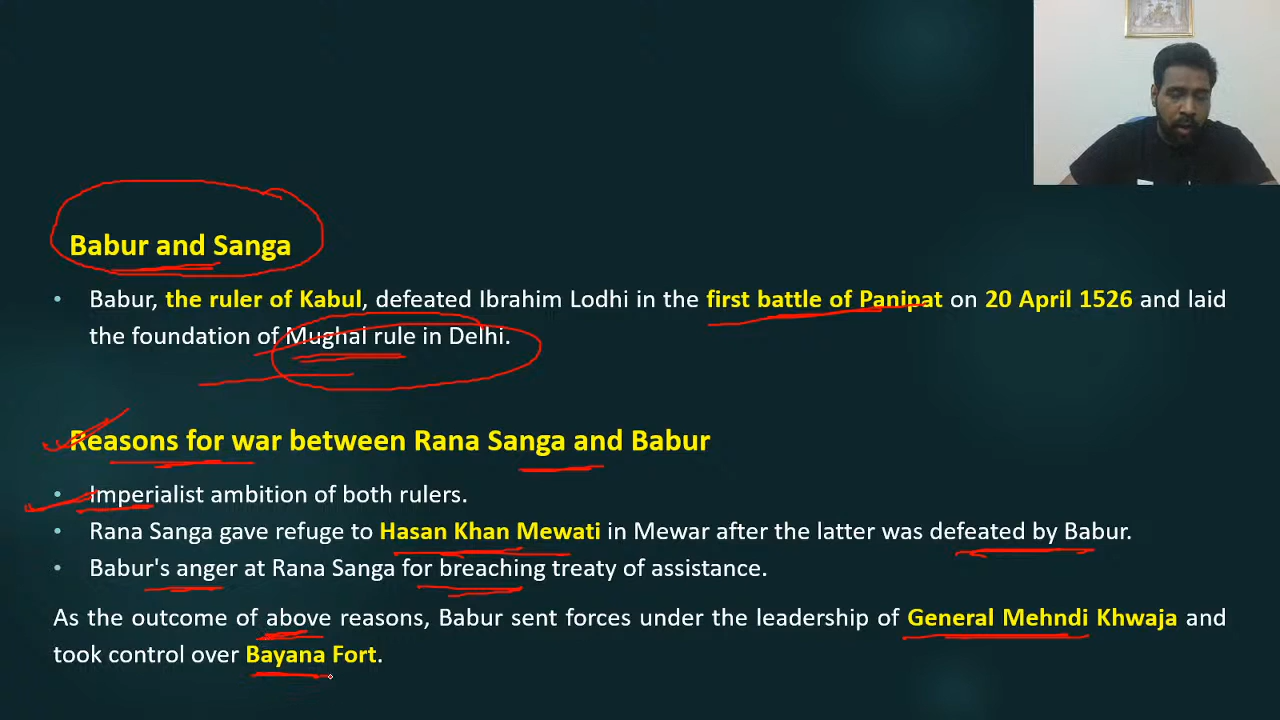 Babur and Sanga
• Babur, the ruler of Kabul, defeated Ibrahim Lodhi in the first battle of Panipat on 20 April 1526 and laid
the foundation of Mughal rule in Delhi.
Reasons for war between Rana Sanga and Babur
• Imperialist ambition of both rulers.
• Rana Sanga gave refuge to Hasan Khan Mewati in Mewar after the latter was defeated by Babur.
• Babur's anger at Rana Sanga for breaching treaty of assistance.
As the outcome of above reasons, Babur sent forces under the leadership of General Mehndi Khwaja and
took control over Bayana Fort.